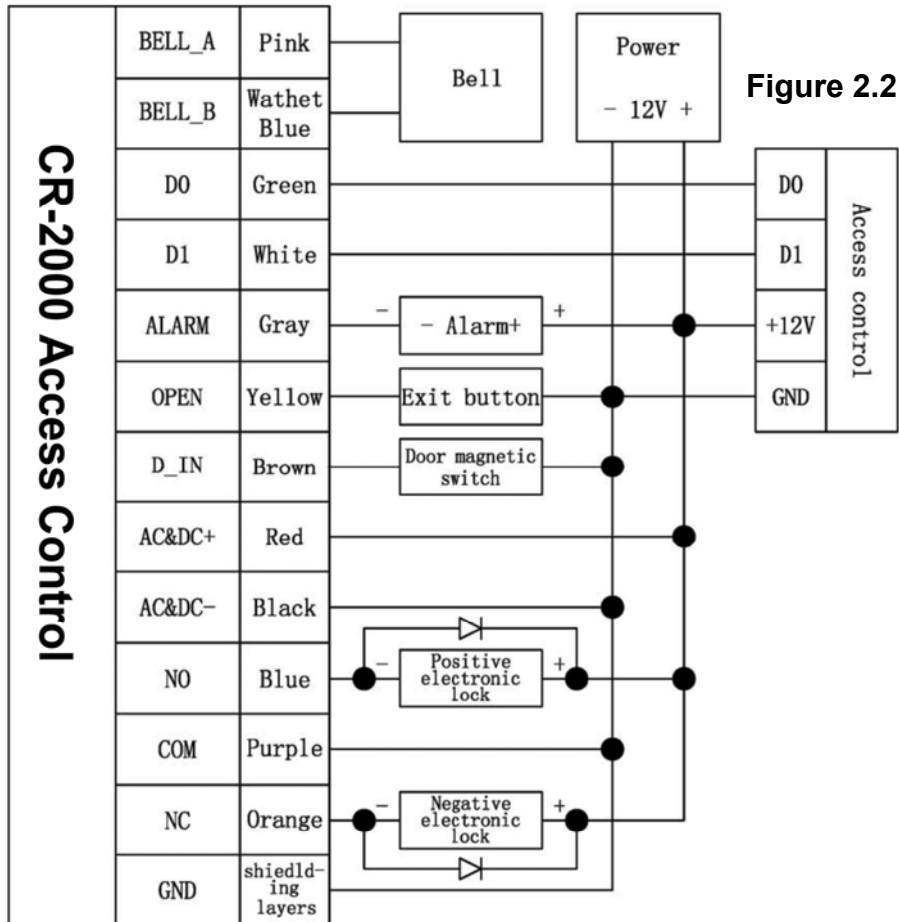 CR-2000 Access Control
BELL_A Pink
BELL_B Wathet
Blue
D0 Green
D1 White
ALARM Gray
OPEN Yellow
D_IN Brown
AC&DC+ Red
AC&DC- Black
NO Blue
COM Purple
NC Orange
GND shiedld-
ing
layers
Bell
Power
- 12V +
Figure 2.2
- - Alarm+ +
Exit button
Door magnetic
switch
- Positive +
electronic
lock
- Negative +
electronic
lock
D0
D1
+12V
GND
Access control